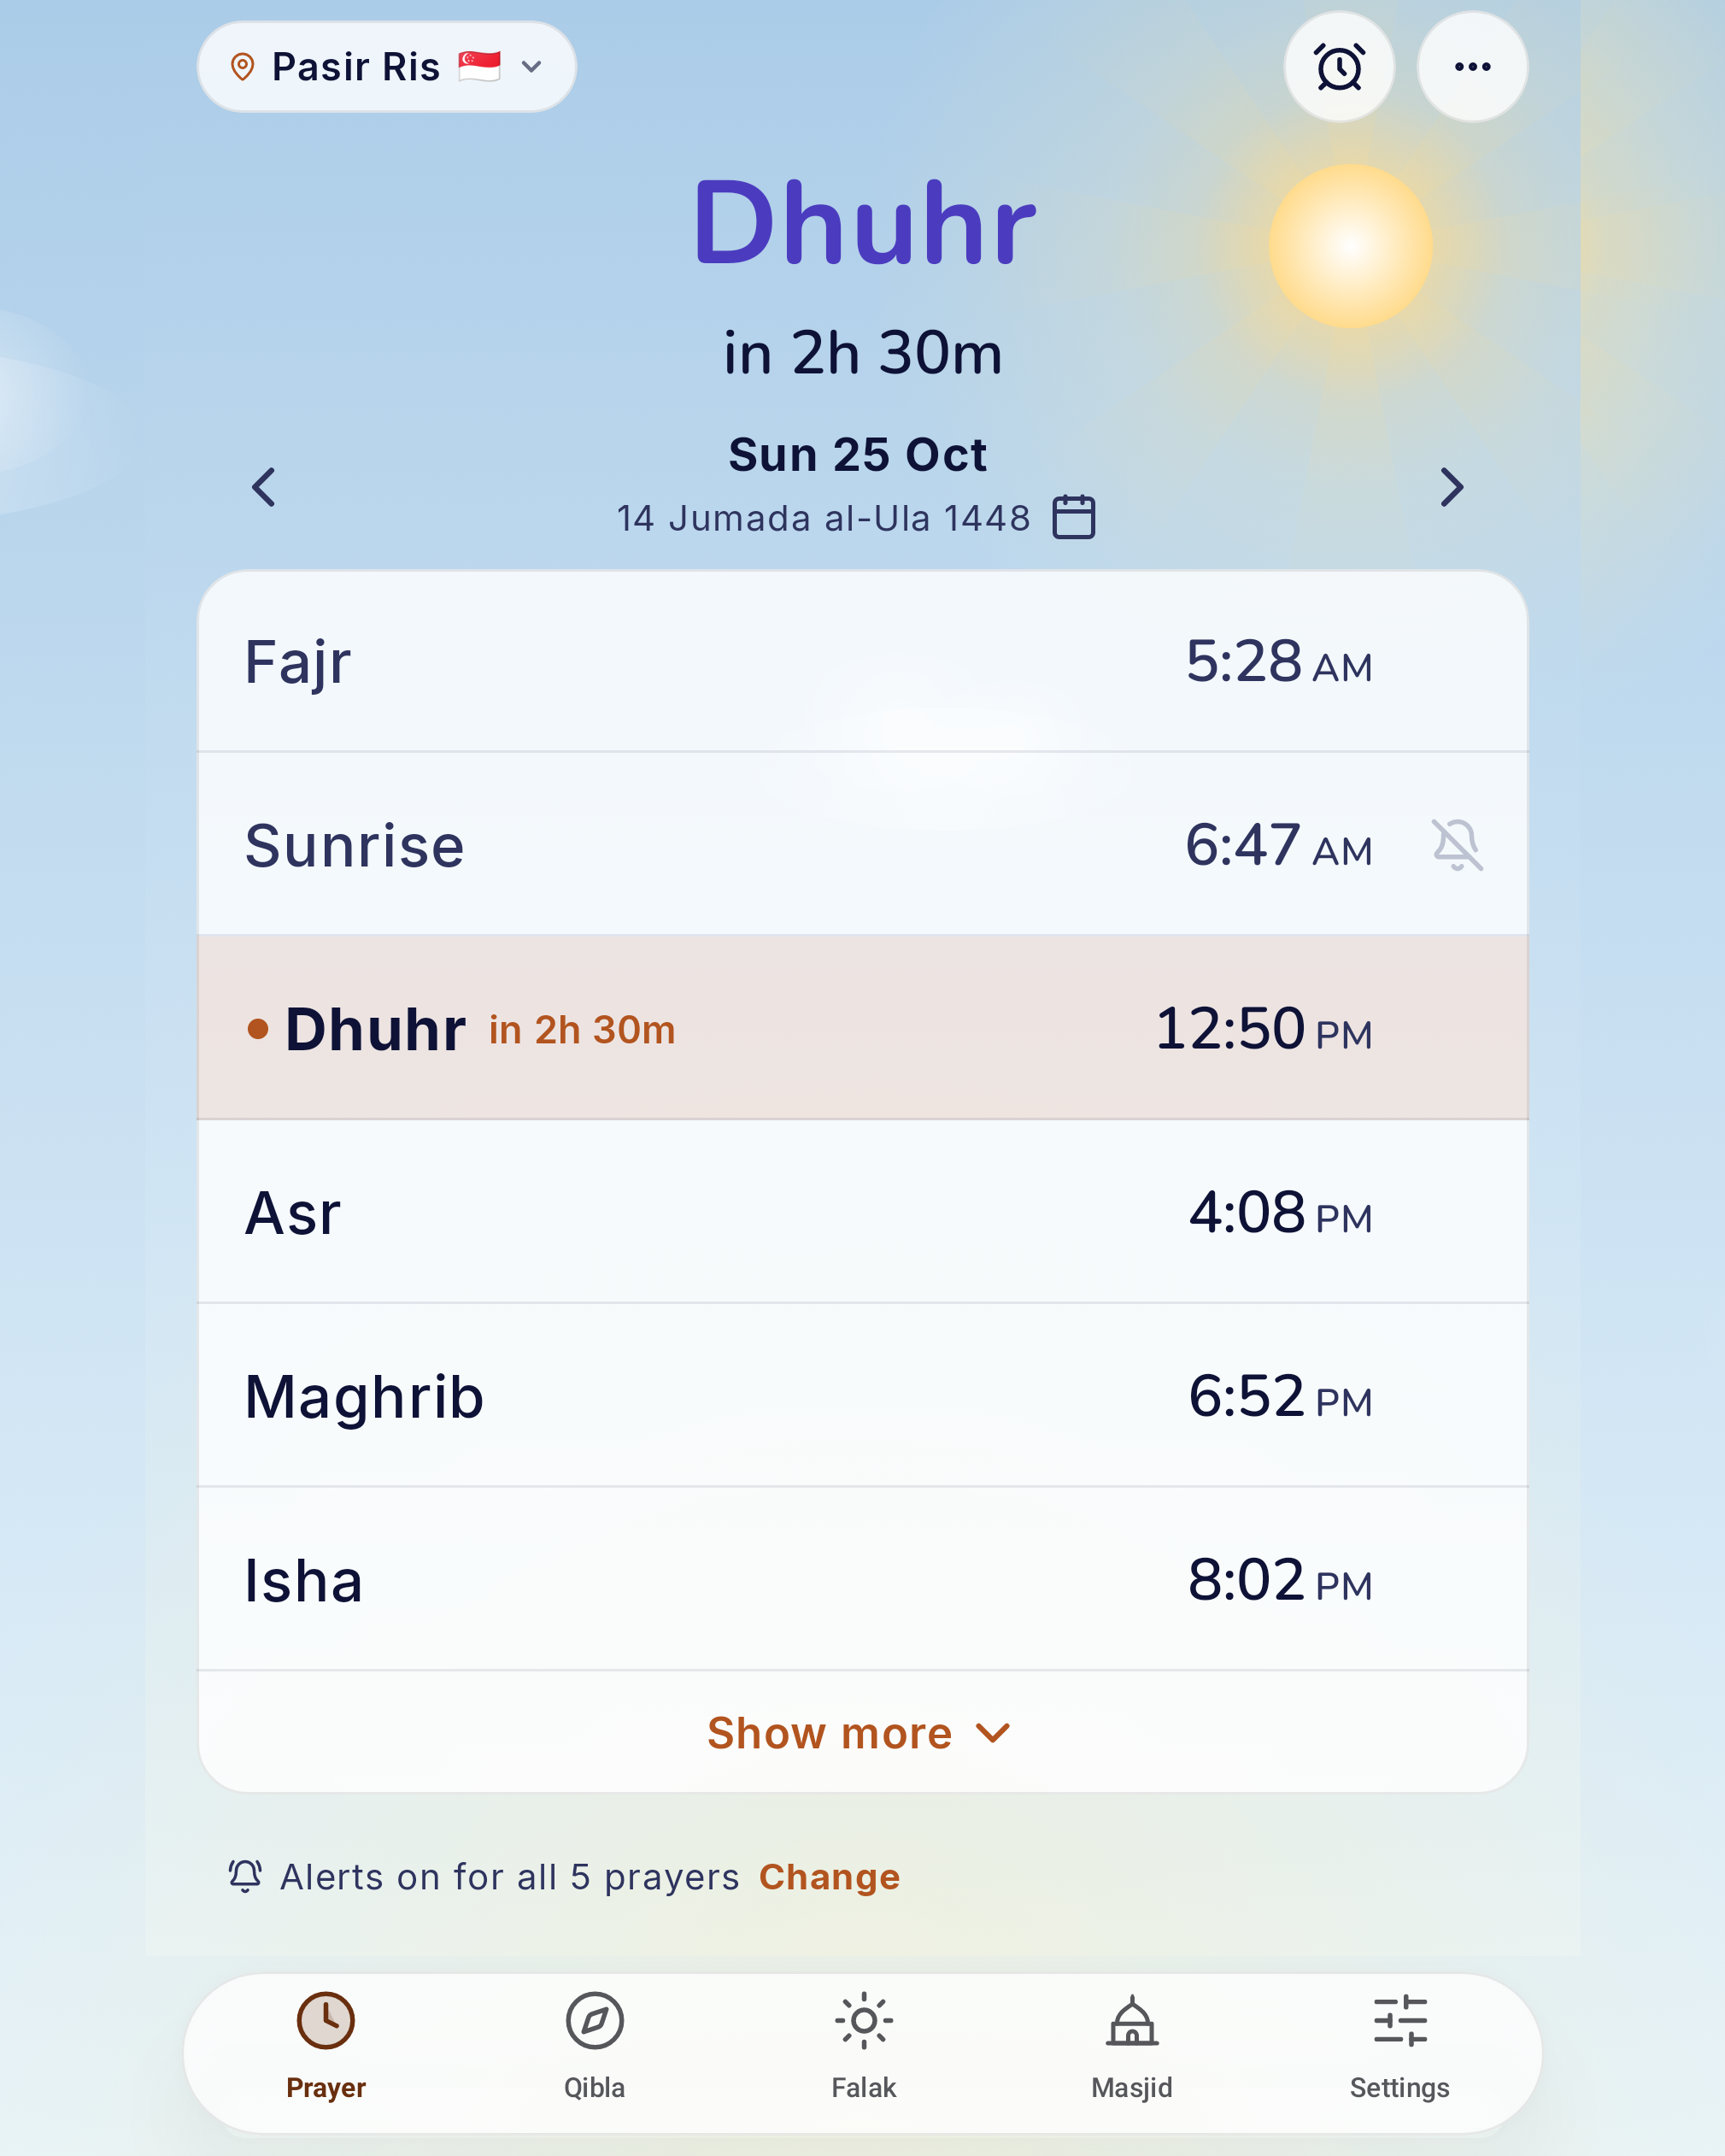 Pasir Ris 🇸🇬
Dhuhr
in 2h 30m
Sun 25 Oct
14 Jumada al-Ula 1448
Fajr 5:28 AM
Sunrise 6:47 AM
Dhuhr in 2h 30m 12:50 PM
Asr 4:08 PM
Maghrib 6:52 PM
Isha 8:02 PM
Show more
Alerts on for all 5 prayers Change
Prayer Qibla Falak Masjid Settings